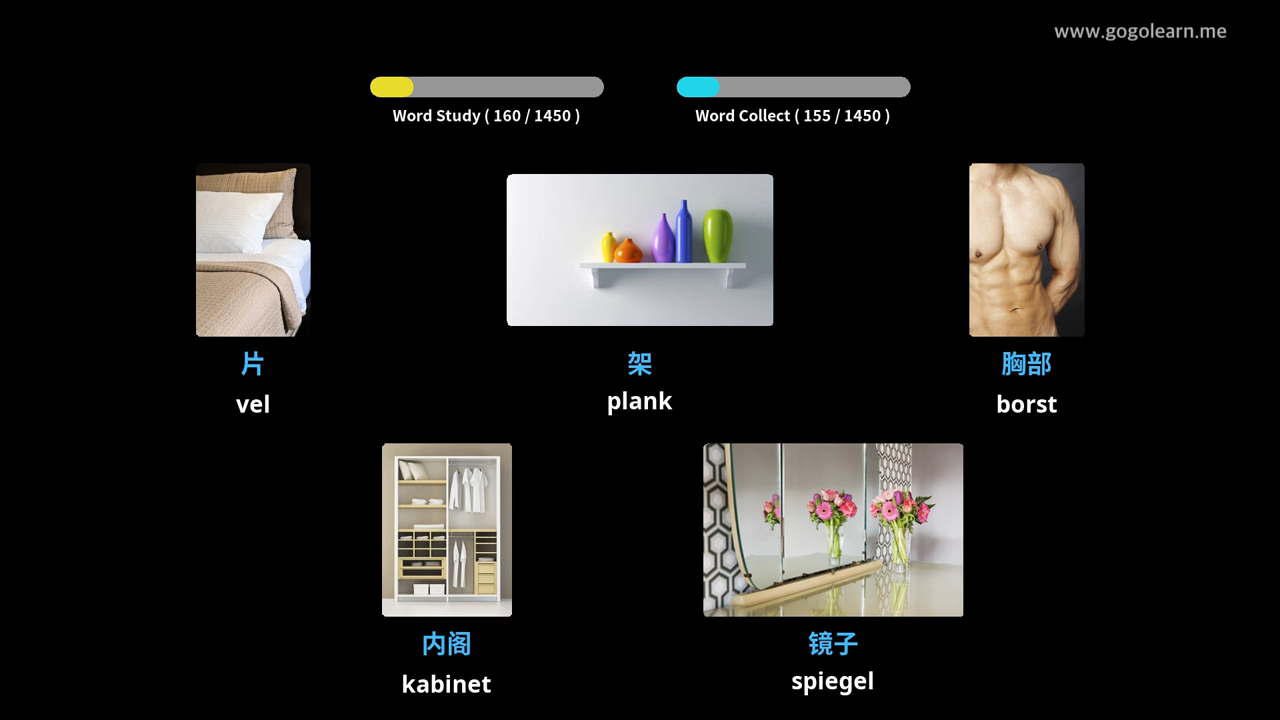 www.gogolearn.me
Word Study ( 160 / 1450 )
Word Collect ( 155 / 1450 )
片
架
胸部
vel
plank
borst
内阁
镜子
kabinet
spiegel